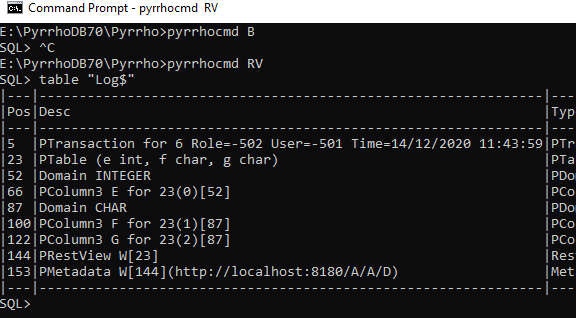 Command Prompt - pyrrhocmd RV
E:\PyrrhoDB70\Pyrrho>pyrrhocmd B
SQL> ^C
E:\PyrrhoDB70\Pyrrho>pyrrhocmd RV
SQL> table "Log$"
|---|----------------------------------------------------------|---
|Pos|Desc |Typ
|---|----------------------------------------------------------|---
|5 |PTransaction for 6 Role=-502 User=-501 Time=14/12/2020 11:43:59|PTr
|23 |PTable (e int, f char, g char) |PTa
|52 |Domain INTEGER |PDo
|66 |PColumn3 E for 23(0)[52] |PCo
|87 |Domain CHAR |PDo
|100|PColumn3 F for 23(1)[87] |PCo
|122|PColumn3 G for 23(2)[87] |PCo
|144|PRestView W[23] |Res
|153|PMetadata W[144](http://localhost:8180/A/A/D) |Met
|---|----------------------------------------------------------|---
SQL>